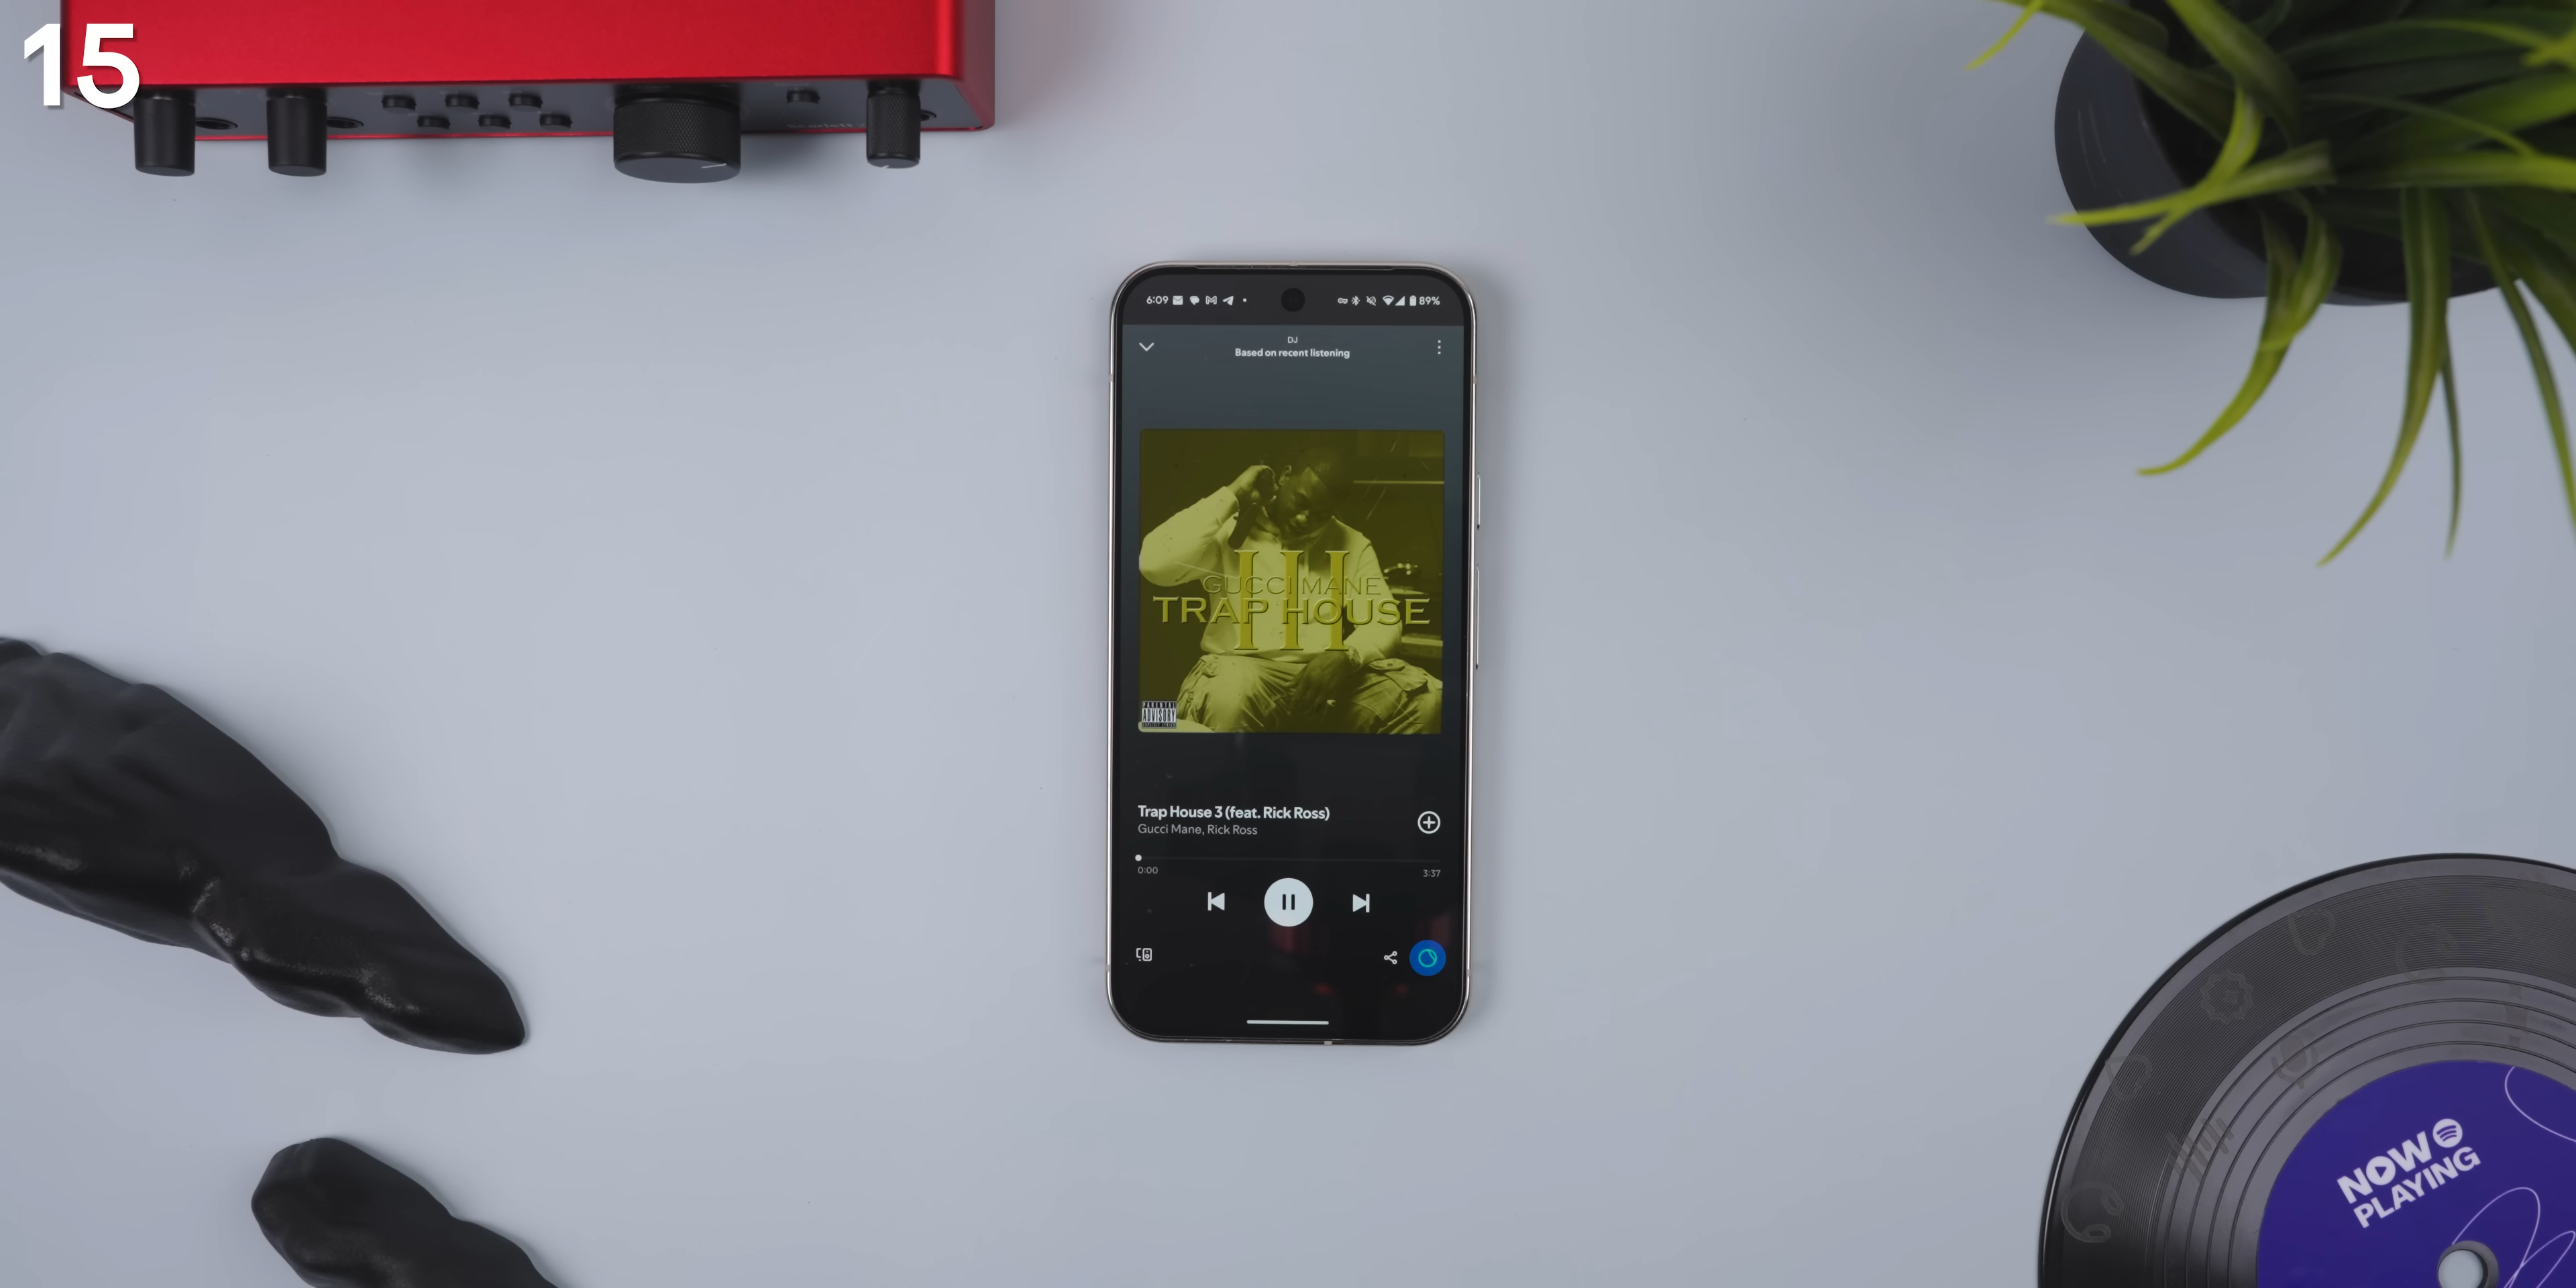 15
6:09
89%
DJ
Based on recent listening
III
GUCCI MANE
TRAP HOUSE
ADVISORY
Trap House 3 (feat. Rick Ross)
Gucci Mane, Rick Ross
0:00
3:37
NOW
PLAYING